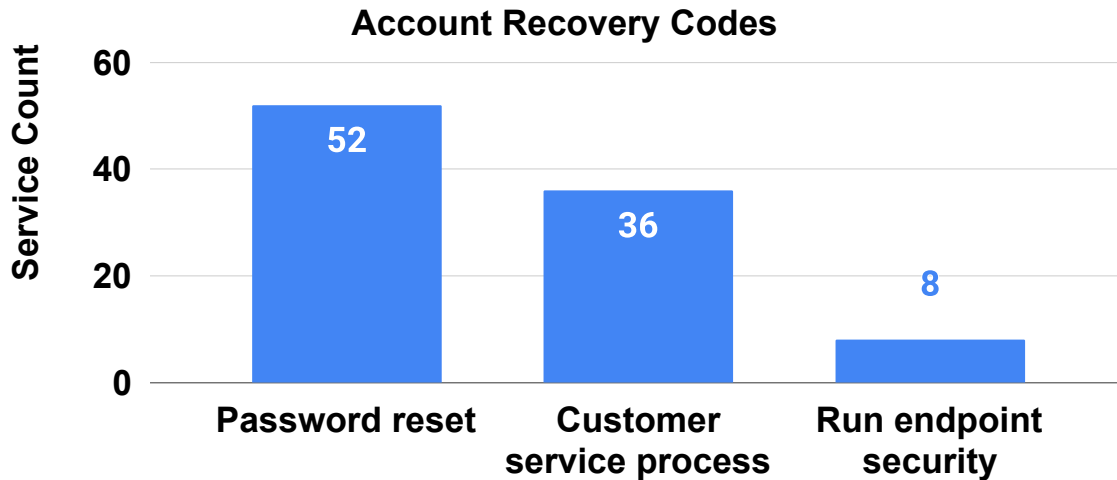 Account Recovery Codes
Service Count
60
40
20
0
52
36
8
Password reset
Customer
service process
Run endpoint
security